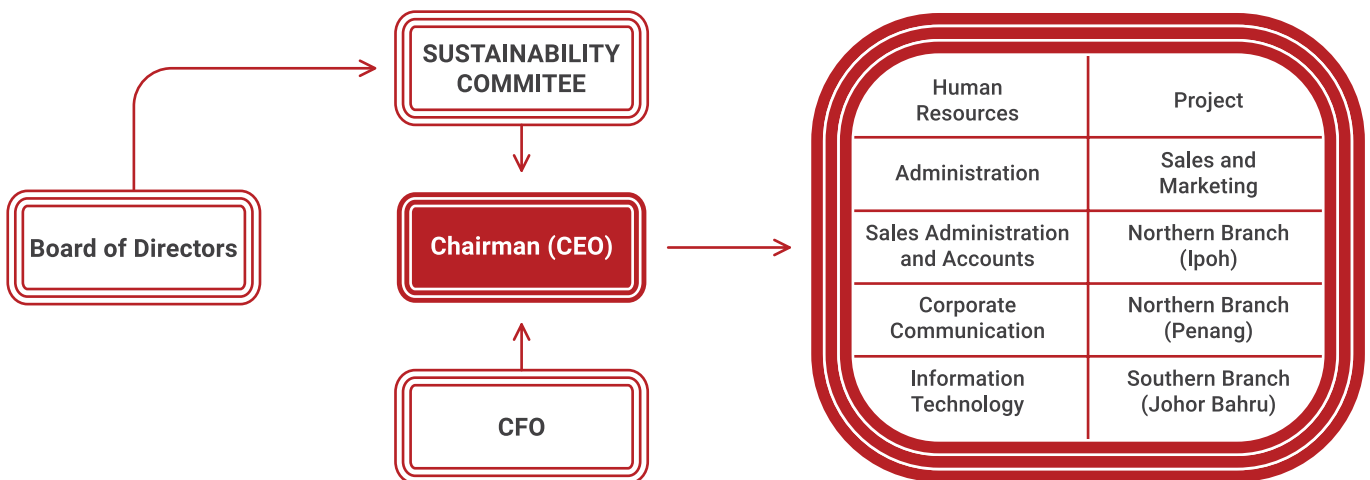 SUSTAINABILITY
COMMITEE
Board of Directors
Chairman (CEO)
CFO
Human
Resources
Project
Administration
Sales and
Marketing
Sales Administration
and Accounts
Northern Branch
(Ipoh)
Corporate
Communication
Northern Branch
(Penang)
Information
Technology
Southern Branch
(Johor Bahru)